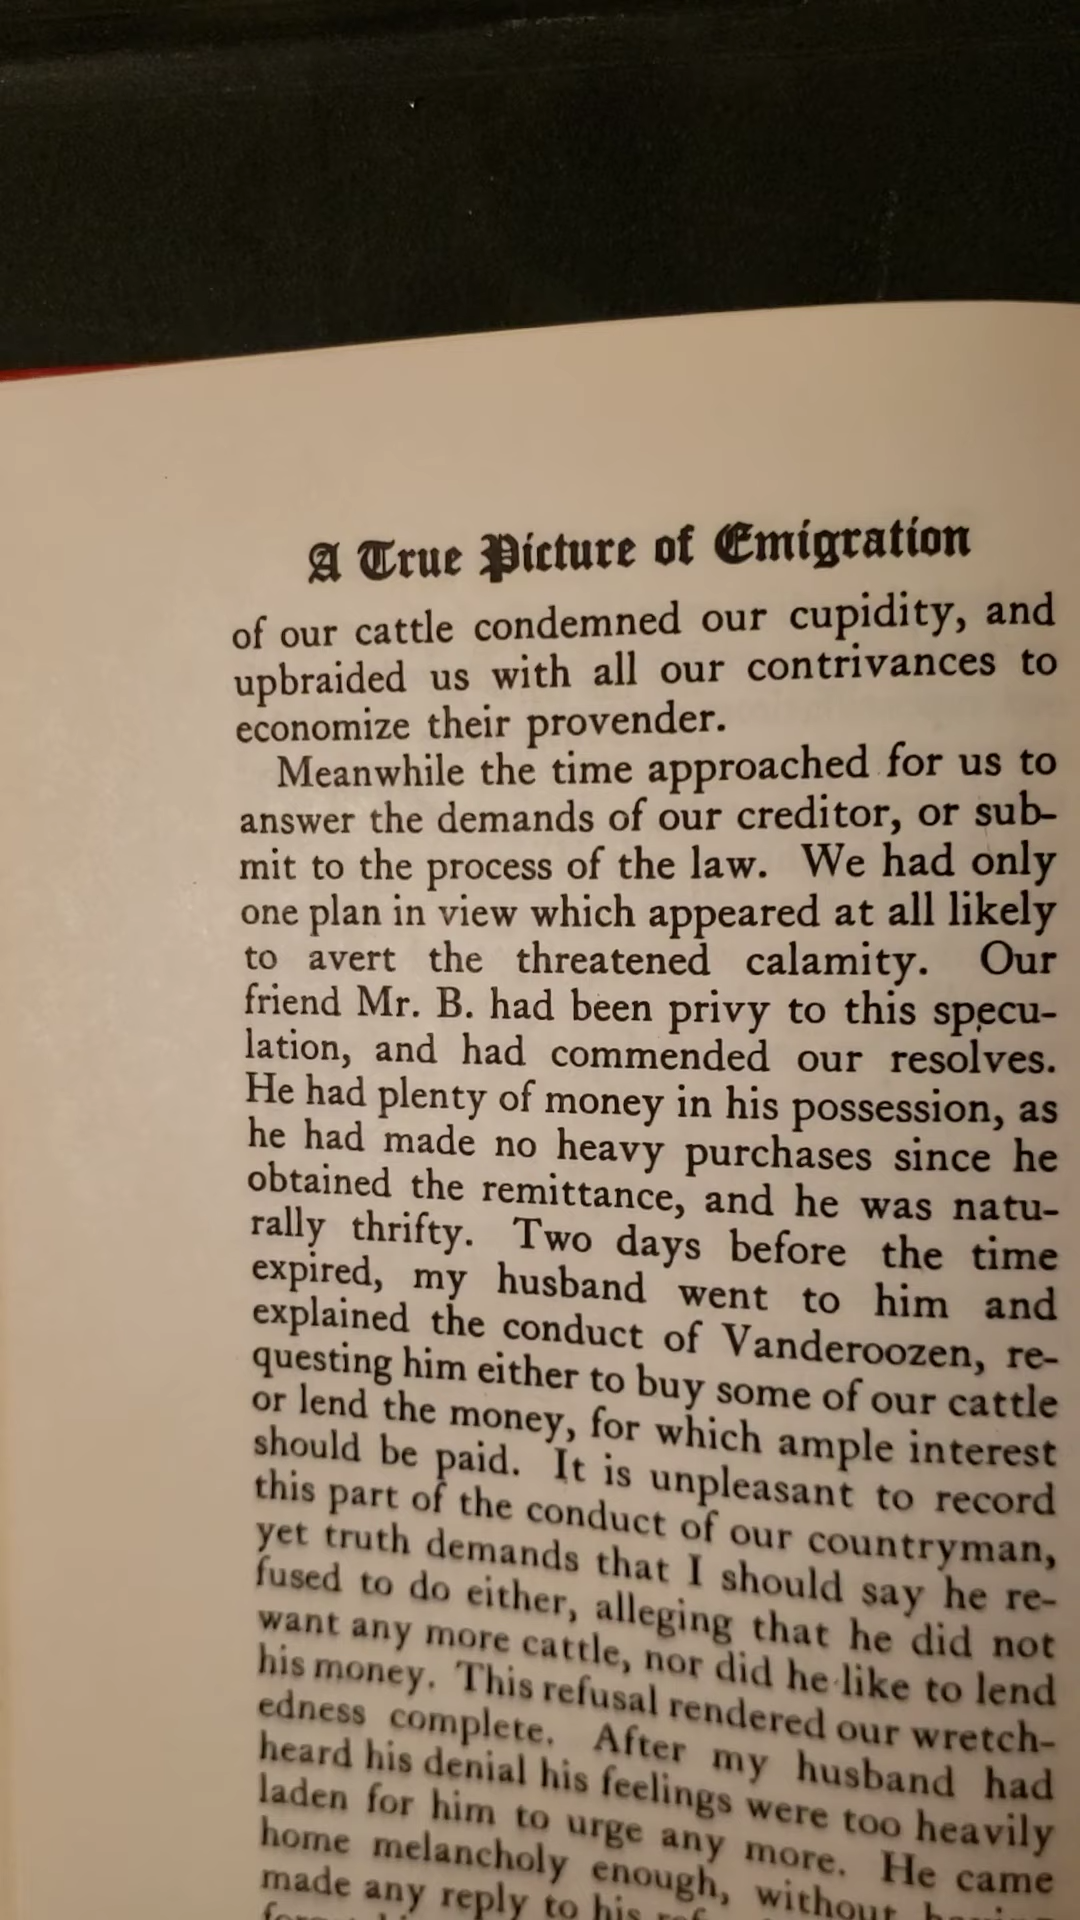 A True Picture of Emigration
of our cattle condemned our cupidity, and
upbraided us with all our contrivances to
economize their provender.
Meanwhile the time approached for us to
answer the demands of our creditor, or sub-
mit to the process of the law. We had only
one plan in view which appeared at all likely
to avert the threatened calamity. Our
friend Mr. B. had been privy to this specu-
lation, and had commended our resolves.
He had plenty of money in his possession, as
he had made no heavy purchases since he
obtained the remittance, and he was natu-
rally thrifty. Two days before the time
expired, my husband went to him and
explained the conduct of Vanderoozen, re-
questing him either to buy some of our cattle
or lend the money, for which ample interest
should be paid. It is unpleasant to record
this part of the conduct of our countryman,
yet truth demands that I should say he re-
fused to do either, alleging that he did not
want any more cattle, nor did he like to lend
his money. This refusal rendered our wretch-
edness complete. After my husband had
heard his denial his feelings were too heavily
laden for him to urge any more. He came
home melancholy enough, without
made any reply to his